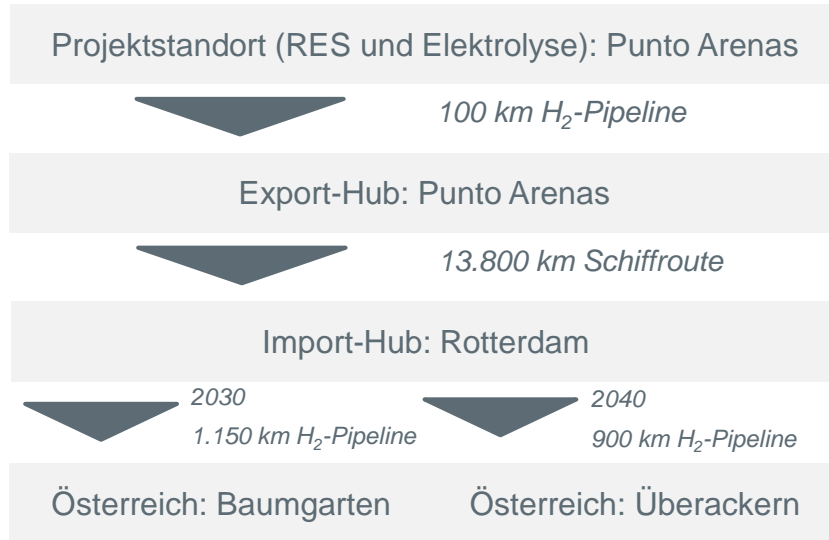 Projektstandort (RES und Elektrolyse): Punto Arenas
100 km H₂-Pipeline
Export-Hub: Punto Arenas
13.800 km Schiffroute
Import-Hub: Rotterdam
2030
1.150 km H₂-Pipeline
2040
900 km H₂-Pipeline
Österreich: Baumgarten
Österreich: Überackern